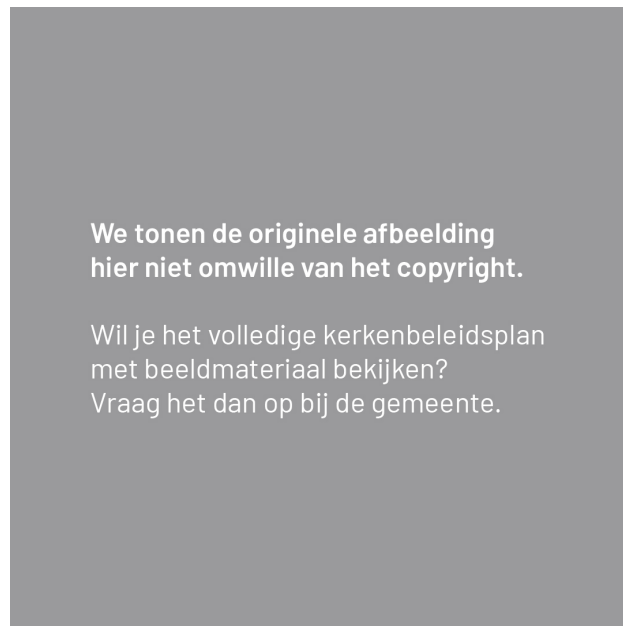 We tonen de originele afbeelding
hier niet omwille van het copyright.
Wil je het volledige kerkenbeleidsplan
met beeldmateriaal bekijken?
Vraag het dan op bij de gemeente.